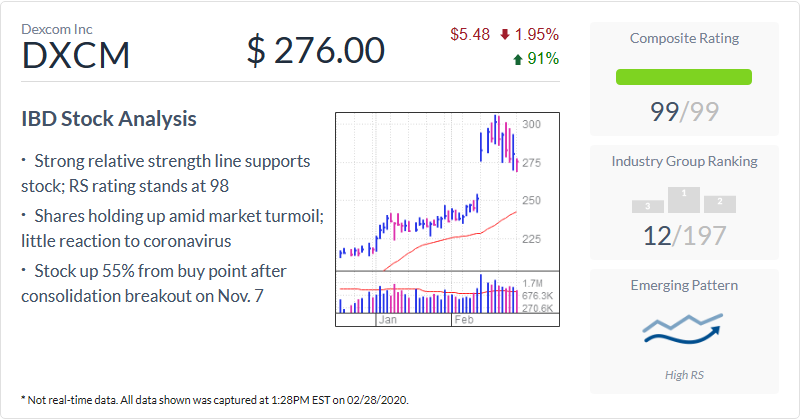 Dexcom Inc
DXCM
$ 276.00
$5.48 1.95%
91%
IBD Stock Analysis
· Strong relative strength line supports
stock; RS rating stands at 98
· Shares holding up amid market turmoil;
little reaction to coronavirus
· Stock up 55% from buy point after
consolidation breakout on Nov. 7
300
275
250
225
1.7M
676.3K
270.6K
Jan Feb
Composite Rating
99/99
Industry Group Ranking
3 1 2
12/197
Emerging Pattern
High RS
* Not real-time data. All data shown was captured at 1:28PM EST on 02/28/2020.